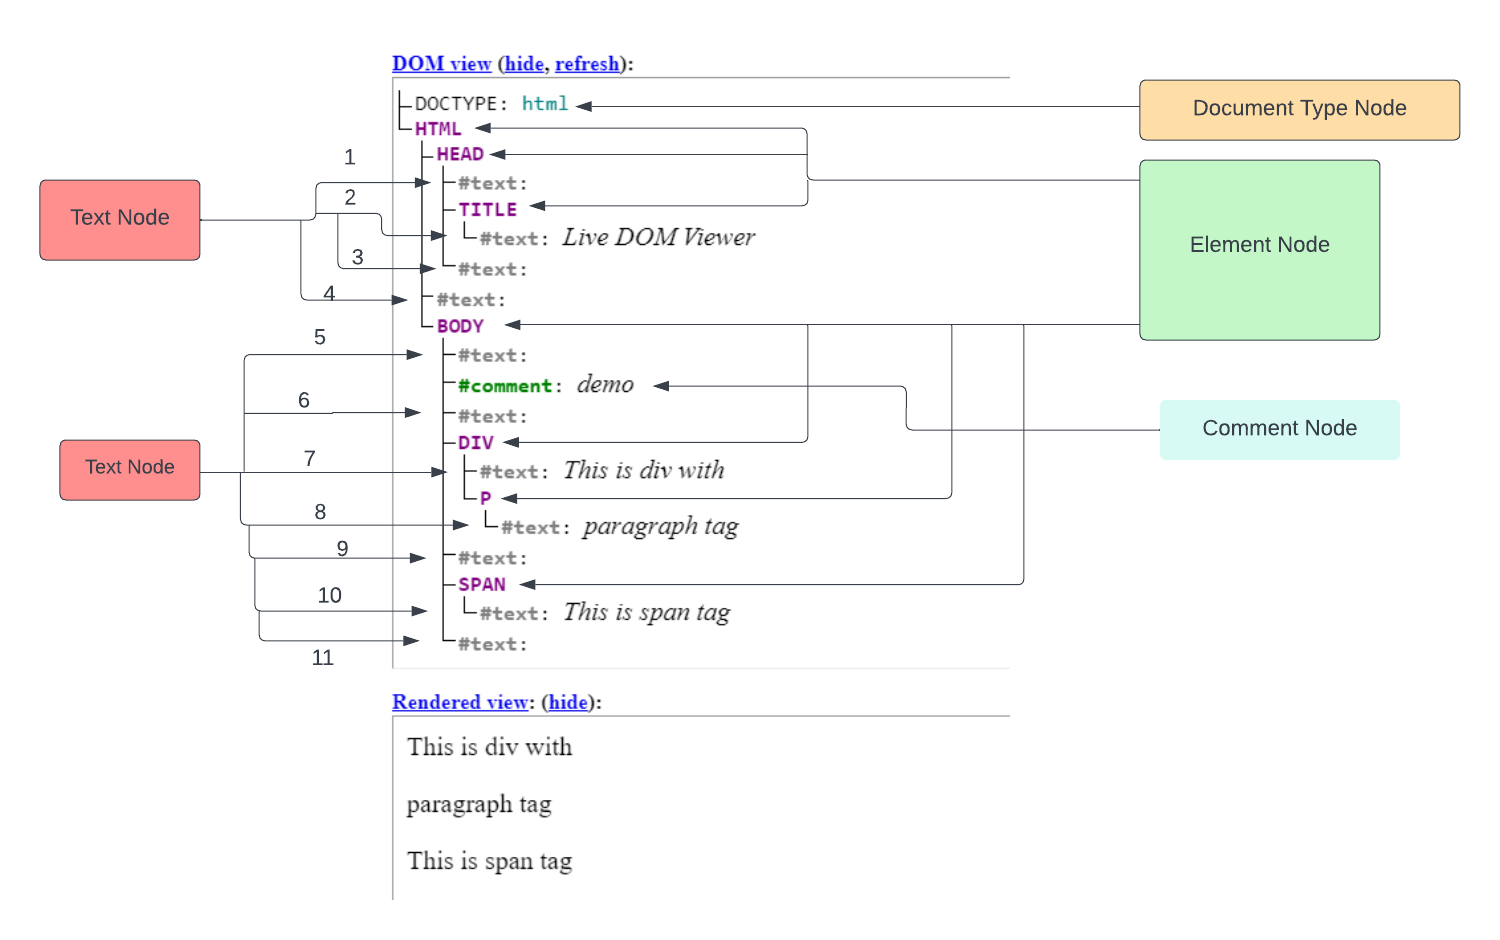 DOM view (hide, refresh):
DOCTYPE: html
Document Type Node
HTML
HEAD
1
#text:
2
TITLE
Text Node
#text: Live DOM Viewer
Element Node
3
#text:
4
#text:
BODY
5
#text:
#comment: demo
6
#text:
Comment Node
DIV
7
#text: This is div with
Text Node
P
8
#text: paragraph tag
9
#text:
SPAN
10
#text: This is span tag
#text:
11
Rendered view: (hide):
This is div with
paragraph tag
This is span tag